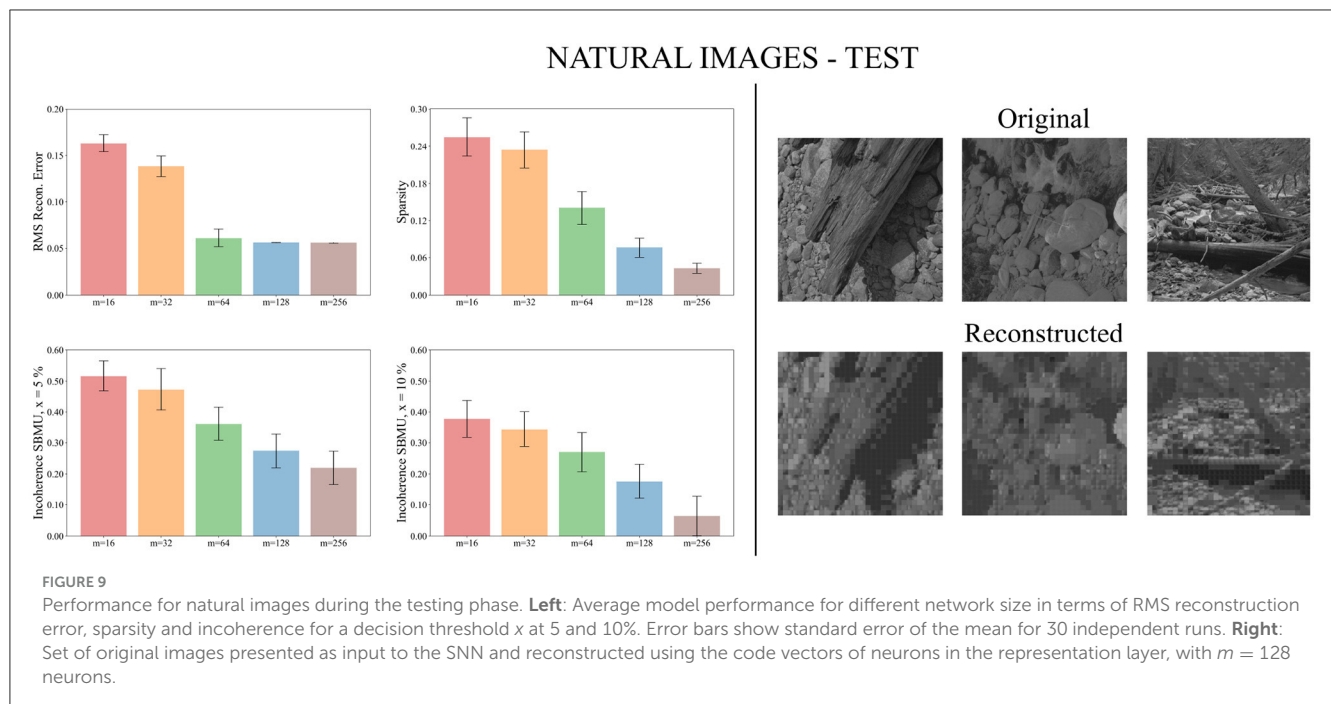 NATURAL IMAGES - TEST
RMS Recon. Error
0.20
0.15
0.10
0.05
0.00
m=16 m=32 m=64 m=128 m=256
Sparsity
0.30
0.24
0.18
0.12
0.06
0.00
m=16 m=32 m=64 m=128 m=256
Incoherence SBMU, x = 5 %
0.60
0.50
0.40
0.30
0.20
0.10
0.00
m=16 m=32 m=64 m=128 m=256
Incoherence SBMU, x = 10 %
0.60
0.50
0.40
0.30
0.20
0.10
0.00
m=16 m=32 m=64 m=128 m=256
Original
Reconstructed
FIGURE 9
Performance for natural images during the testing phase. Left: Average model performance for different network size in terms of RMS reconstruction
error, sparsity and incoherence for a decision threshold x at 5 and 10%. Error bars show standard error of the mean for 30 independent runs. Right:
Set of original images presented as input to the SNN and reconstructed using the code vectors of neurons in the representation layer, with m = 128
neurons.